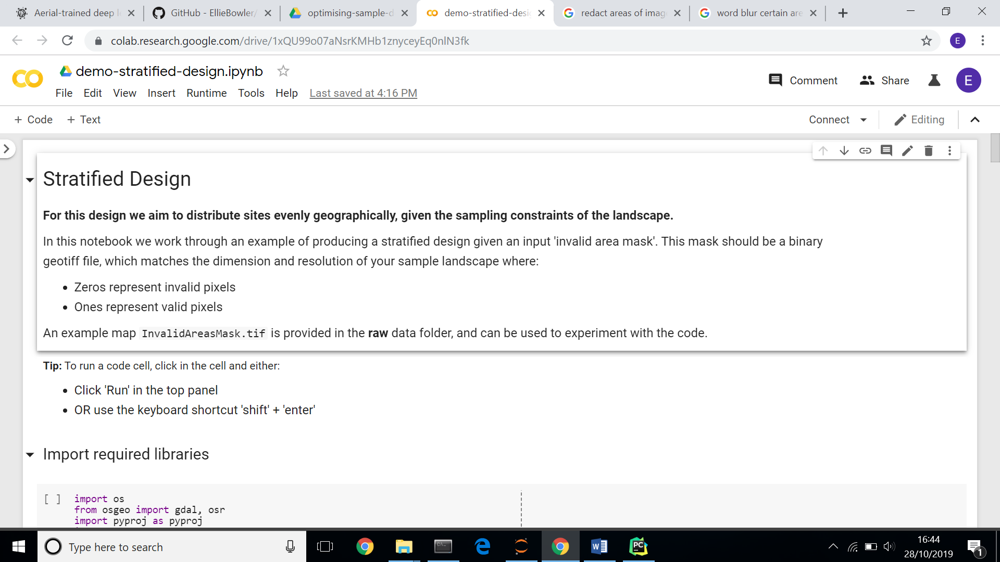 Aerial-trained deep l
GitHub - EllieBowler/
optimising-sample-d
demo-stratified-desig
redact areas of imag
word blur certain are
colab.research.google.com/drive/1xQU99o07aNsrKMHb1znyceyEq0nlN3fk
E
demo-stratified-design.ipynb
Comment
Share
E
File Edit View Insert Runtime Tools Help Last saved at 4:16 PM
+ Code + Text
Connect
Editing
Stratified Design
For this design we aim to distribute sites evenly geographically, given the sampling constraints of the landscape.
In this notebook we work through an example of producing a stratified design given an input 'invalid area mask'. This mask should be a binary
geotiff file, which matches the dimension and resolution of your sample landscape where:
• Zeros represent invalid pixels
• Ones represent valid pixels
An example map InvalidAreasMask.tif is provided in the raw data folder, and can be used to experiment with the code.
Tip: To run a code cell, click in the cell and either:
• Click 'Run' in the top panel
• OR use the keyboard shortcut 'shift' + 'enter'
Import required libraries
[ ] import os
from osgeo import gdal, osr
import pyproj as pyproj
Type here to search
W
PC
16:44
28/10/2019
1